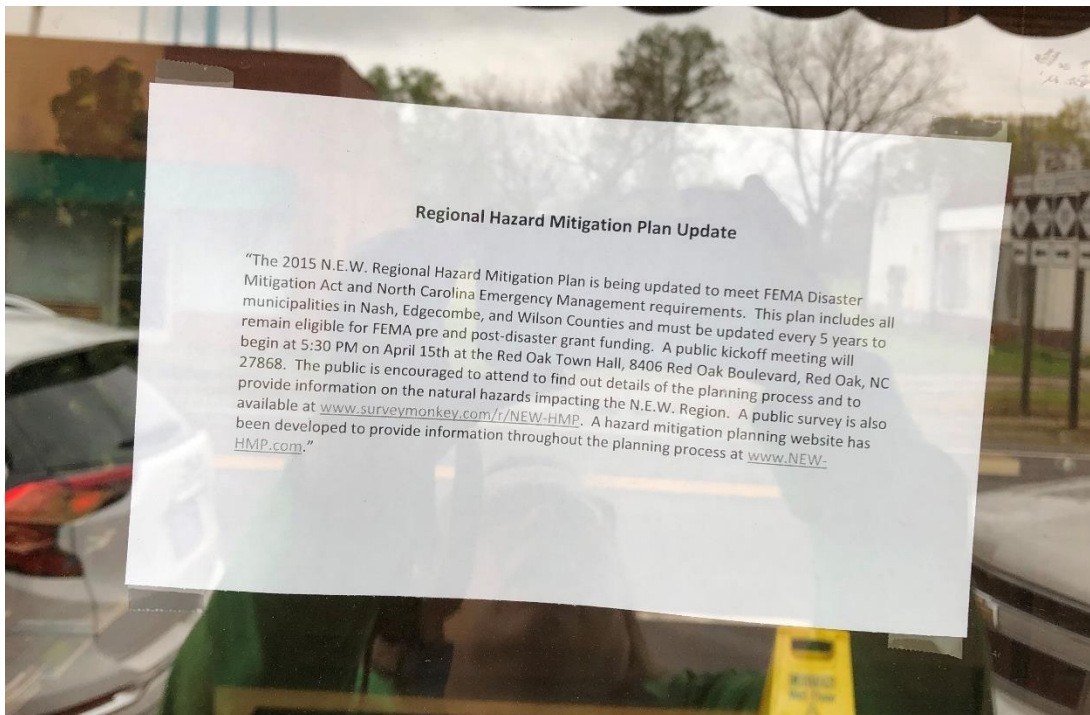 Regional Hazard Mitigation Plan Update
“The 2015 N.E.W. Regional Hazard Mitigation Plan is being updated to meet FEMA Disaster
Mitigation Act and North Carolina Emergency Management requirements. This plan includes all
municipalities in Nash, Edgecombe, and Wilson Counties and must be updated every 5 years to
remain eligible for FEMA pre and post-disaster grant funding. A public kickoff meeting will
begin at 5:30 PM on April 15th at the Red Oak Town Hall, 8406 Red Oak Boulevard, Red Oak, NC
27868. The public is encouraged to attend to find out details of the planning process and to
provide information on the natural hazards impacting the N.E.W. Region. A public survey is also
available at www.surveymonkey.com/r/NEW-HMP. A hazard mitigation planning website has
been developed to provide information throughout the planning process at www.NEW-
HMP.com.”